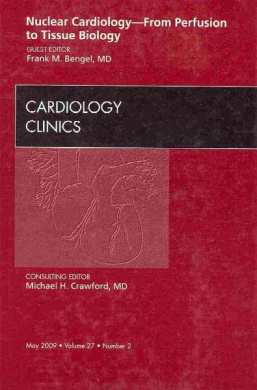 Nuclear Cardiology—From Perfusion
to Tissue Biology
GUEST EDITOR
Frank M. Bengel, MD
CARDIOLOGY
CLINICS
CONSULTING EDITOR
Michael H. Crawford, MD
May 2009 • Volume 27 • Number 2